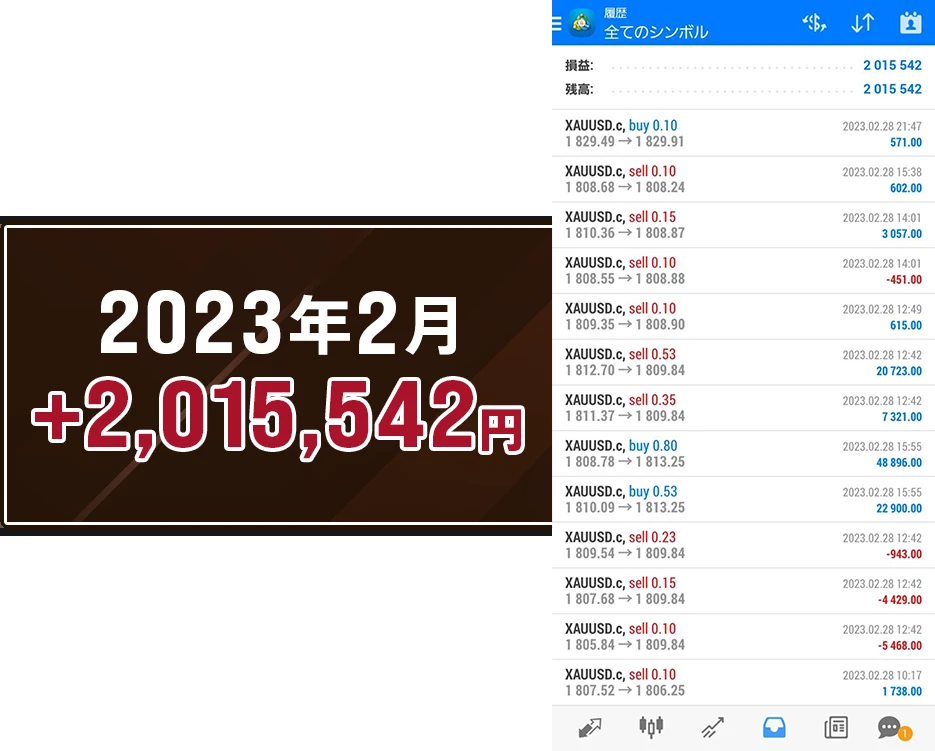 2023年2月
+2,015,542円
履歴
全てのシンボル
損益: 2 015 542
残高: 2 015 542
XAUUSD.c, buy 0.10 2023.02.28 21:47
1 829.49 → 1 829.91 571.00
XAUUSD.c, sell 0.10 2023.02.28 15:38
1 808.68 → 1 808.24 602.00
XAUUSD.c, sell 0.15 2023.02.28 14:01
1 810.36 → 1 808.87 3 057.00
XAUUSD.c, sell 0.10 2023.02.28 14:01
1 808.55 → 1 808.88 -451.00
XAUUSD.c, sell 0.10 2023.02.28 12:49
1 809.35 → 1 808.90 615.00
XAUUSD.c, sell 0.53 2023.02.28 12:42
1 812.70 → 1 809.84 20 723.00
XAUUSD.c, sell 0.35 2023.02.28 12:42
1 811.37 → 1 809.84 7 321.00
XAUUSD.c, buy 0.80 2023.02.28 15:55
1 808.78 → 1 813.25 48 896.00
XAUUSD.c, buy 0.53 2023.02.28 15:55
1 810.09 → 1 813.25 22 900.00
XAUUSD.c, sell 0.23 2023.02.28 12:42
1 809.54 → 1 809.84 -943.00
XAUUSD.c, sell 0.15 2023.02.28 12:42
1 807.68 → 1 809.84 -4 429.00
XAUUSD.c, sell 0.10 2023.02.28 12:42
1 805.84 → 1 809.84 -5 468.00
XAUUSD.c, sell 0.10 2023.02.28 10:17
1 807.52 → 1 806.25 1 738.00
1